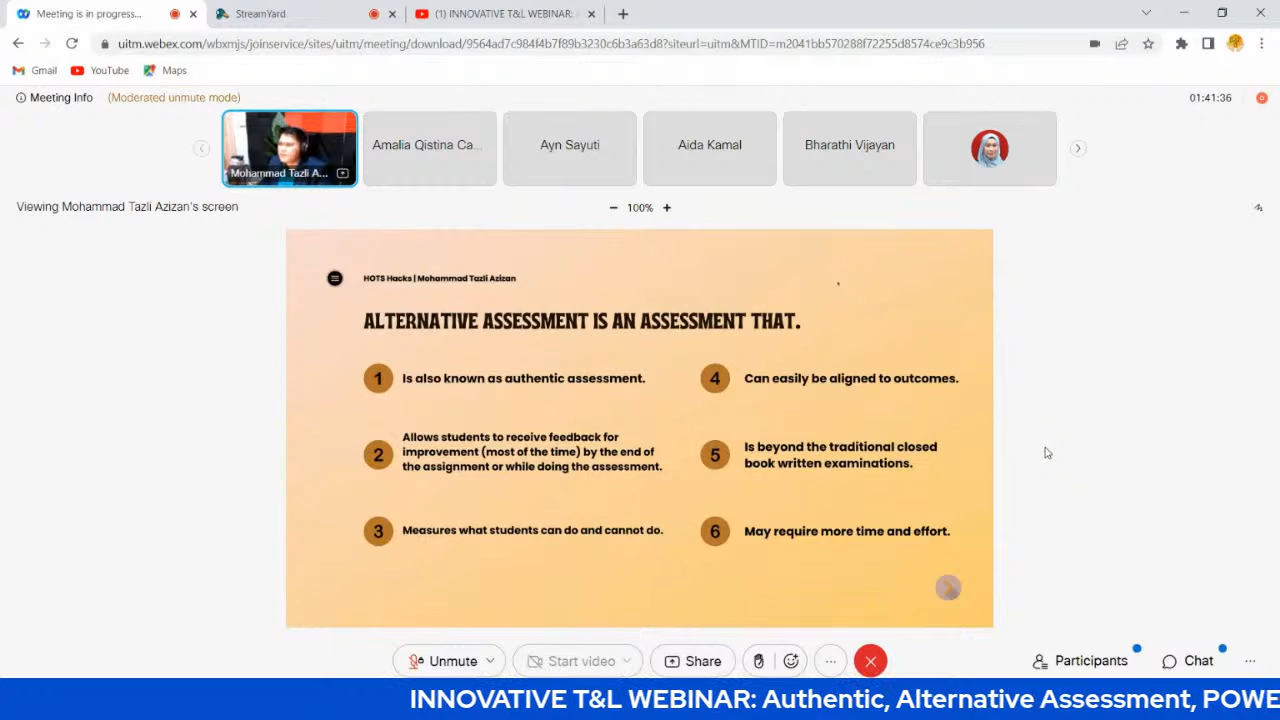 Meeting is in progress...
StreamYard
(1) INNOVATIVE T&L WEBINAR:
uitm.webex.com/wbxmjs/joinservice/sites/uitm/meeting/download/9564ad7c984f4b7f89b3230c6b3a63d8?siteurl=uitm&MTID=m2041bb570288f72255d8574ce9c3b956
Gmail YouTube Maps
Meeting Info (Moderated unmute mode) 01:41:36
Mohammad Tazli A...
Amalia Qistina Ca...
Ayn Sayuti
Aida Kamal
Bharathi Vijayan
Viewing Mohammad Tazli Azizan's screen
100%
HOTS Hacks | Mohammad Tazli Azizan
ALTERNATIVE ASSESSMENT IS AN ASSESSMENT THAT.
1 Is also known as authentic assessment.
2 Allows students to receive feedback for
improvement (most of the time) by the end of
the assignment or while doing the assessment.
3 Measures what students can do and cannot do.
4 Can easily be aligned to outcomes.
5 Is beyond the traditional closed
book written examinations.
6 May require more time and effort.
Unmute Start video Share Participants Chat
INNOVATIVE T&L WEBINAR: Authentic, Alternative Assessment, POWE